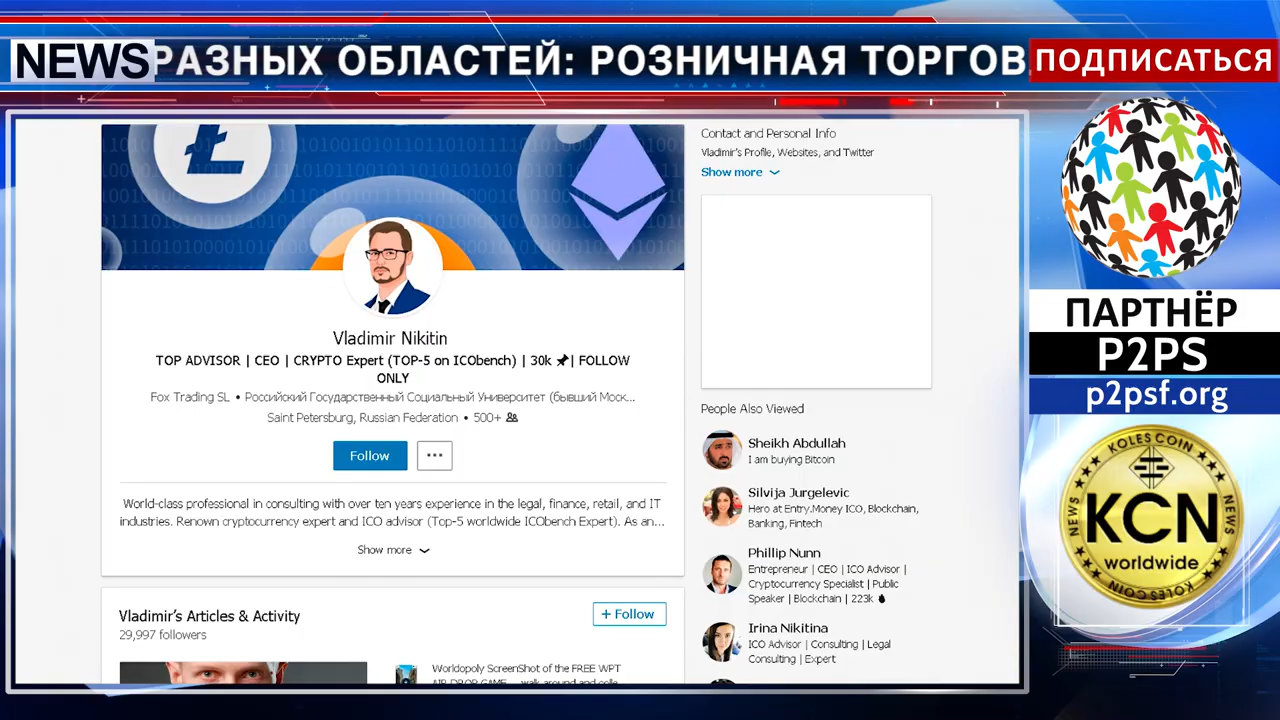 NEWS
РАЗНЫХ ОБЛАСТЕЙ: РОЗНИЧНАЯ ТОРГОВ
ПОДПИСАТЬСЯ
Vladimir Nikitin
TOP ADVISOR | CEO | CRYPTO Expert (TOP-5 on ICObench) | 30k 📌| FOLLOW
ONLY
Fox Trading SL • Российский Государственный Социальный Университет (бывший Моск...
Saint Petersburg, Russian Federation • 500+
Follow
...
World-class professional in consulting with over ten years experience in the legal, finance, retail, and IT
industries. Renown cryptocurrency expert and ICO advisor (Top-5 worldwide ICObench Expert). As an...
Show more
Vladimir's Articles & Activity
+ Follow
29,997 followers
Worldopoly ScreenShot of the FREE WPT
AIR-DROP GAME
walk around and colle
Contact and Personal Info
Vladimir's Profile, Websites, and Twitter
Show more
People Also Viewed
Sheikh Abdullah
I am buying Bitcoin
Silvija Jurgelevic
Hero at Entry.Money ICO, Blockchain,
Banking, Fintech
Phillip Nunn
Entrepreneur | CEO | ICO Advisor |
Cryptocurrency Specialist | Public
Speaker | Blockchain | 223k
Irina Nikitina
ICO Advisor | Consulting | Legal
Consulting | Expert
ПАРТНЁР
P2PS
p2psf.org
KOLES COIN
NEWS
KCN
NEWS
worldwide
KOLES COIN